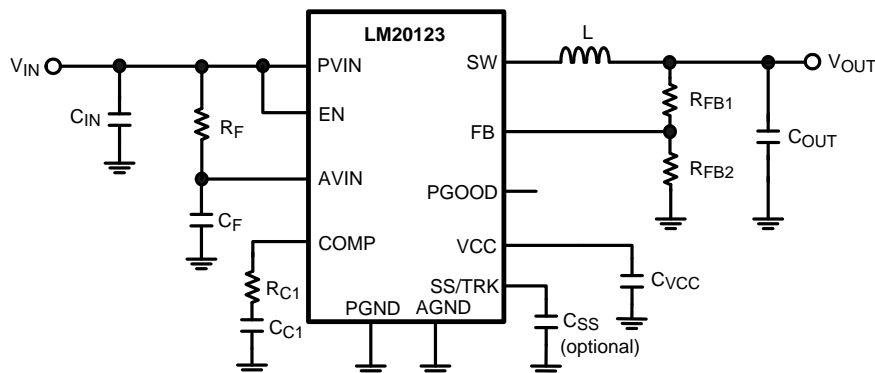 LM20123
L
VIN
PVIN
SW
VOUT
CIN
RF
EN
FB
RFB1
COUT
RFB2
AVIN
PGOOD
CF
COMP
VCC
RC1
SS/TRK
CVCC
CC1
PGND
AGND
CSS
(optional)